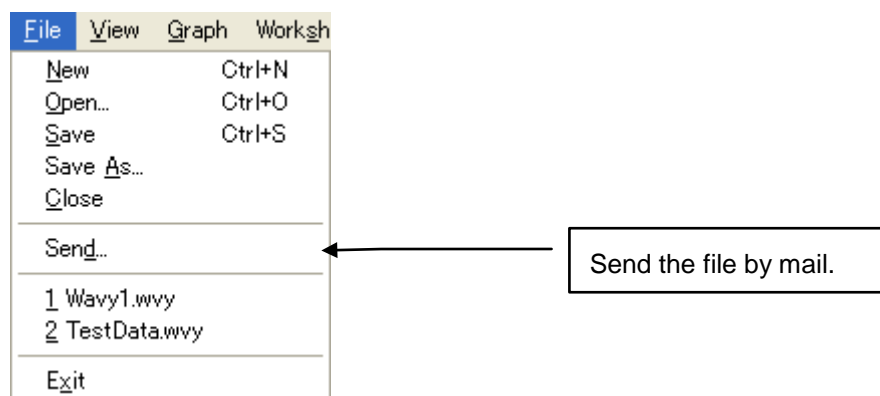 File View Graph Worksh
New Ctrl+N
Open... Ctrl+O
Save Ctrl+S
Save As...
Close
Send...
Send the file by mail.
1 Wavy1.wvy
2 TestData.wvy
Exit